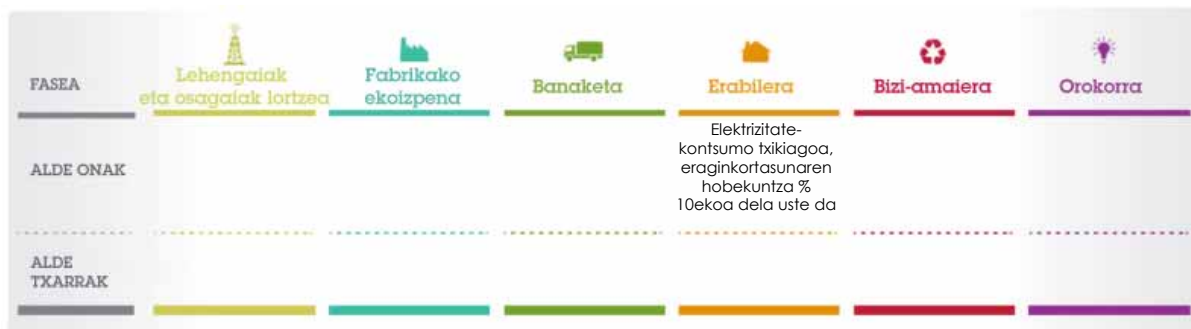 FASEA
Lehengaiak
eta osagaiak lortzea
Fabrikako
ekoizpena
Banaketa
Erabilera
Bizi-amaiera
Orokorra
ALDE ONAK
Elektrizitate-
kontsumo txikiagoa,
eraginkortasunaren
hobekuntza %
10ekoa dela uste da
ALDE
TXARRAK